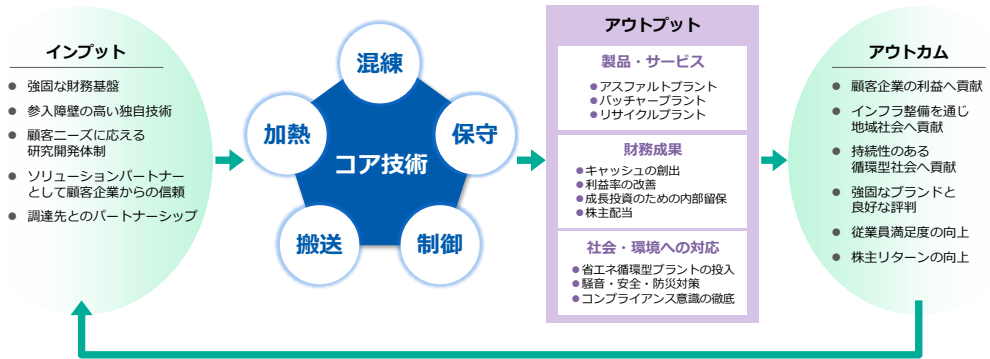 インプット
● 強固な財務基盤
● 参入障壁の高い独自技術
● 顧客ニーズに応える
研究開発体制
● ソリューションパートナー
として顧客企業からの信頼
● 調達先とのパートナーシップ
混練
加熱
保守
コア技術
搬送
制御
アウトプット
製品・サービス
●アスファルトプラント
●バッチャープラント
●リサイクルプラント
財務成果
●キャッシュの創出
●利益率の改善
●成長投資のための内部留保
●株主配当
社会・環境への対応
●省エネ循環型プラントの投入
●騒音・安全・防災対策
●コンプライアンス意識の徹底
アウトカム
● 顧客企業の利益へ貢献
● インフラ整備を通じ
地域社会へ貢献
● 持続性のある
循環型社会へ貢献
● 強固なブランドと
良好な評判
● 従業員満足度の向上
● 株主リターンの向上